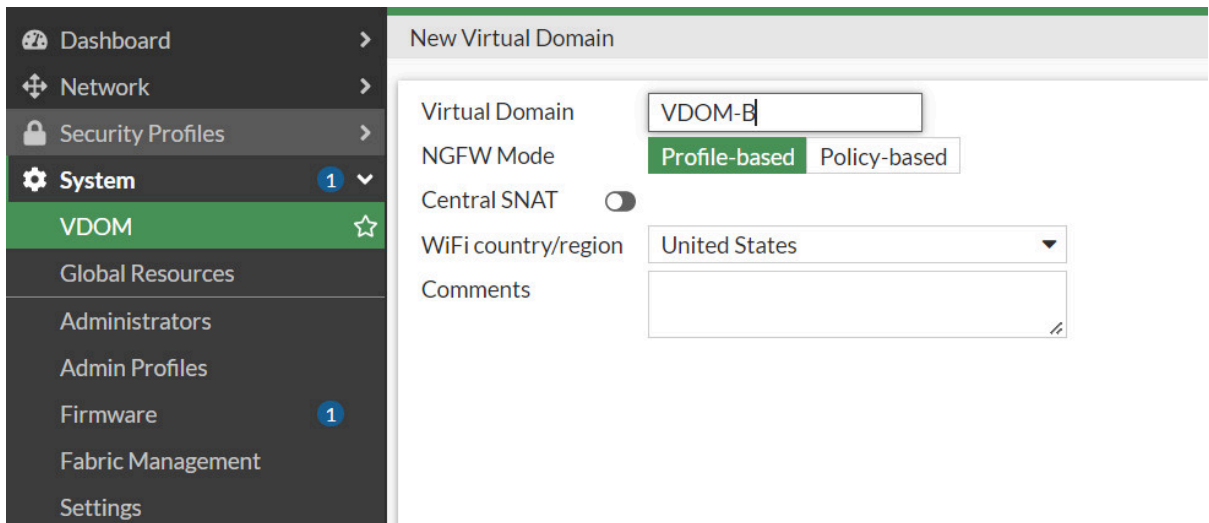 Dashboard
Network
Security Profiles
System 1
VDOM
Global Resources
Administrators
Admin Profiles
Firmware 1
Fabric Management
Settings
New Virtual Domain
Virtual Domain VDOM-B
NGFW Mode Profile-based Policy-based
Central SNAT
WiFi country/region United States
Comments